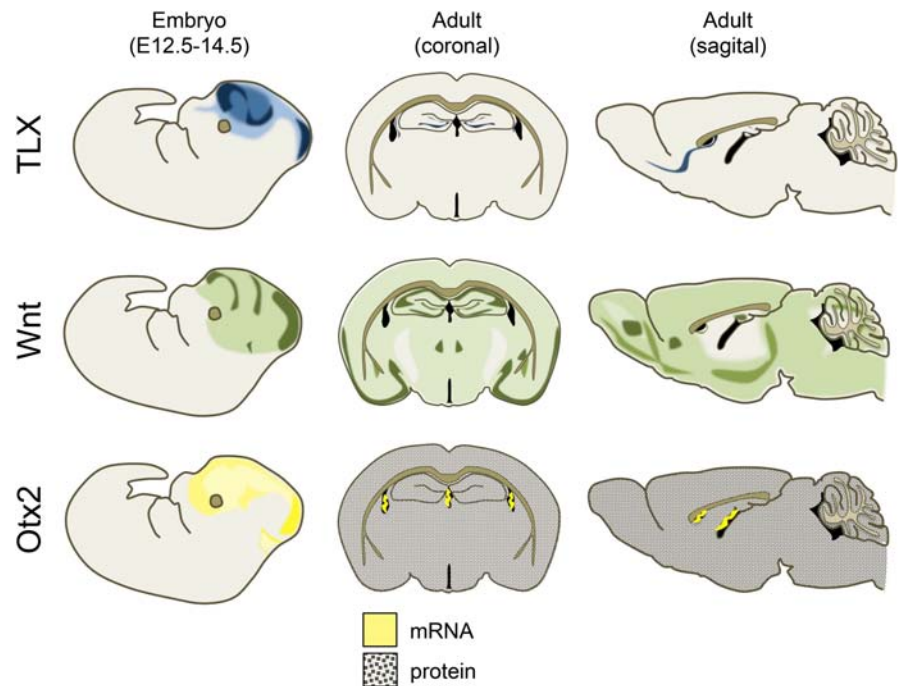 Embryo
(E12.5-14.5)
Adult
(coronal)
Adult
(sagital)
TLX
Wnt
Otx2
mRNA
protein